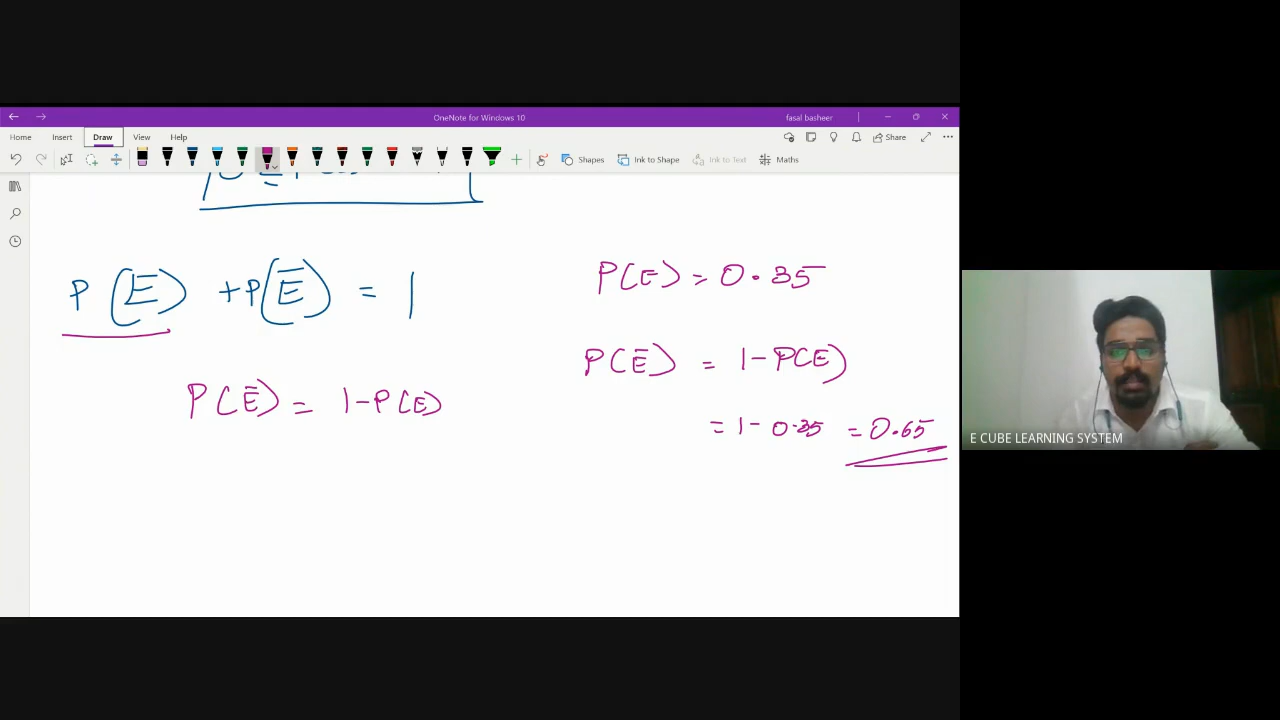 OneNote for Windows 10
fasal basheer
Home Insert Draw View Help
Share
Shapes Ink to Shape Ink to Text Maths
P(E) + P(E̅) = 1
P(E̅) = 1-P(E)
P(E) = 0.35
P(E̅) = 1-P(E)
= 1 - 0.35 = 0.65
E CUBE LEARNING SYSTEM